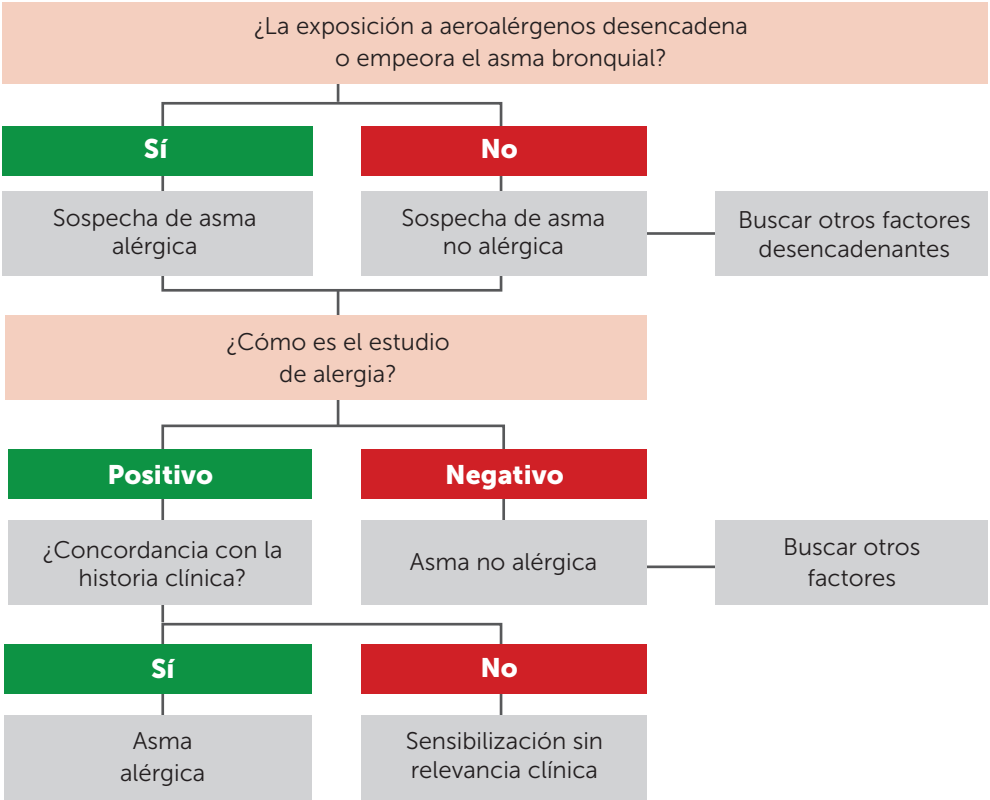 ¿La exposición a aeroalérgenos desencadena
o empeora el asma bronquial?
Sí
No
Sospecha de asma
alérgica
Sospecha de asma
no alérgica
Buscar otros factores
desencadenantes
¿Cómo es el estudio
de alergia?
Positivo
Negativo
¿Concordancia con la
historia clínica?
Asma no alérgica
Buscar otros
factores
Sí
No
Asma
alérgica
Sensibilización sin
relevancia clínica